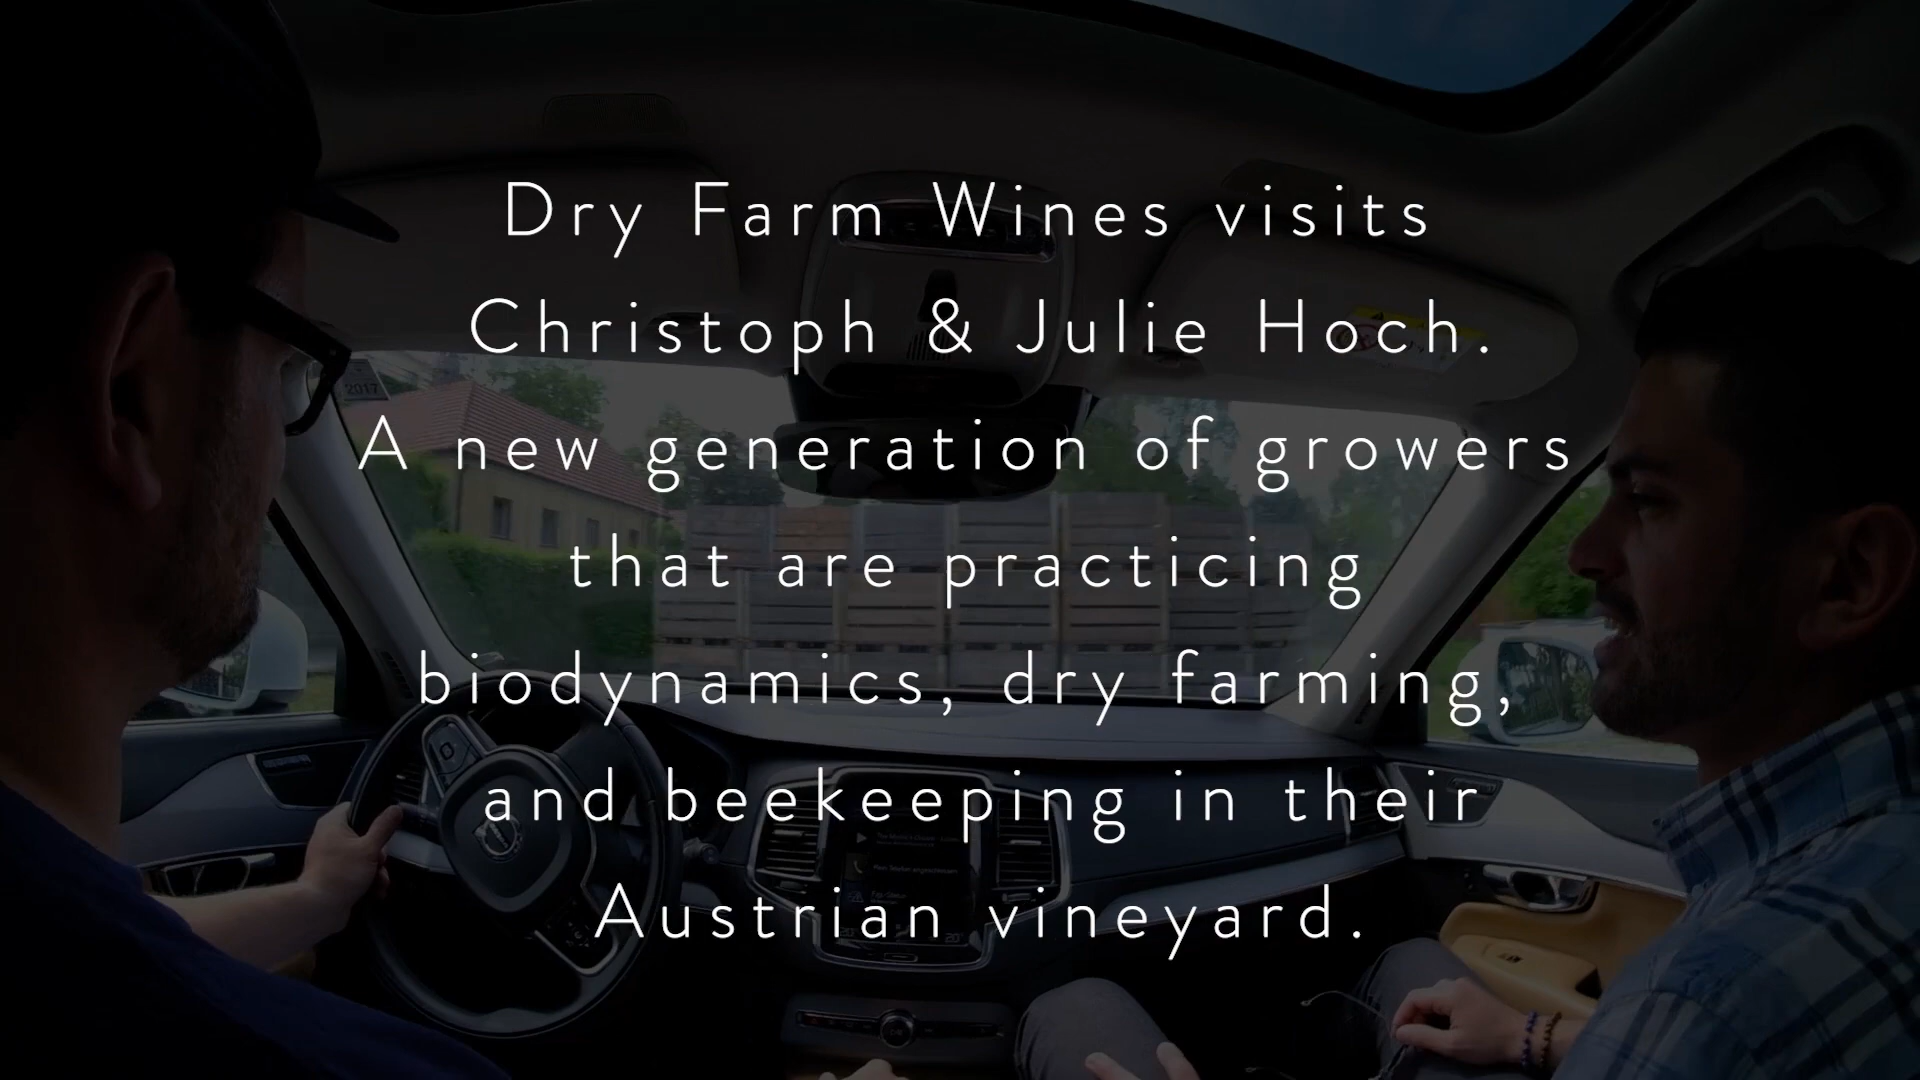 Dry Farm Wines visits
Christoph & Julie Hoch.
A new generation of growers
that are practicing
biodynamics, dry farming,
and beekeeping in their
Austrian vineyard.
2017